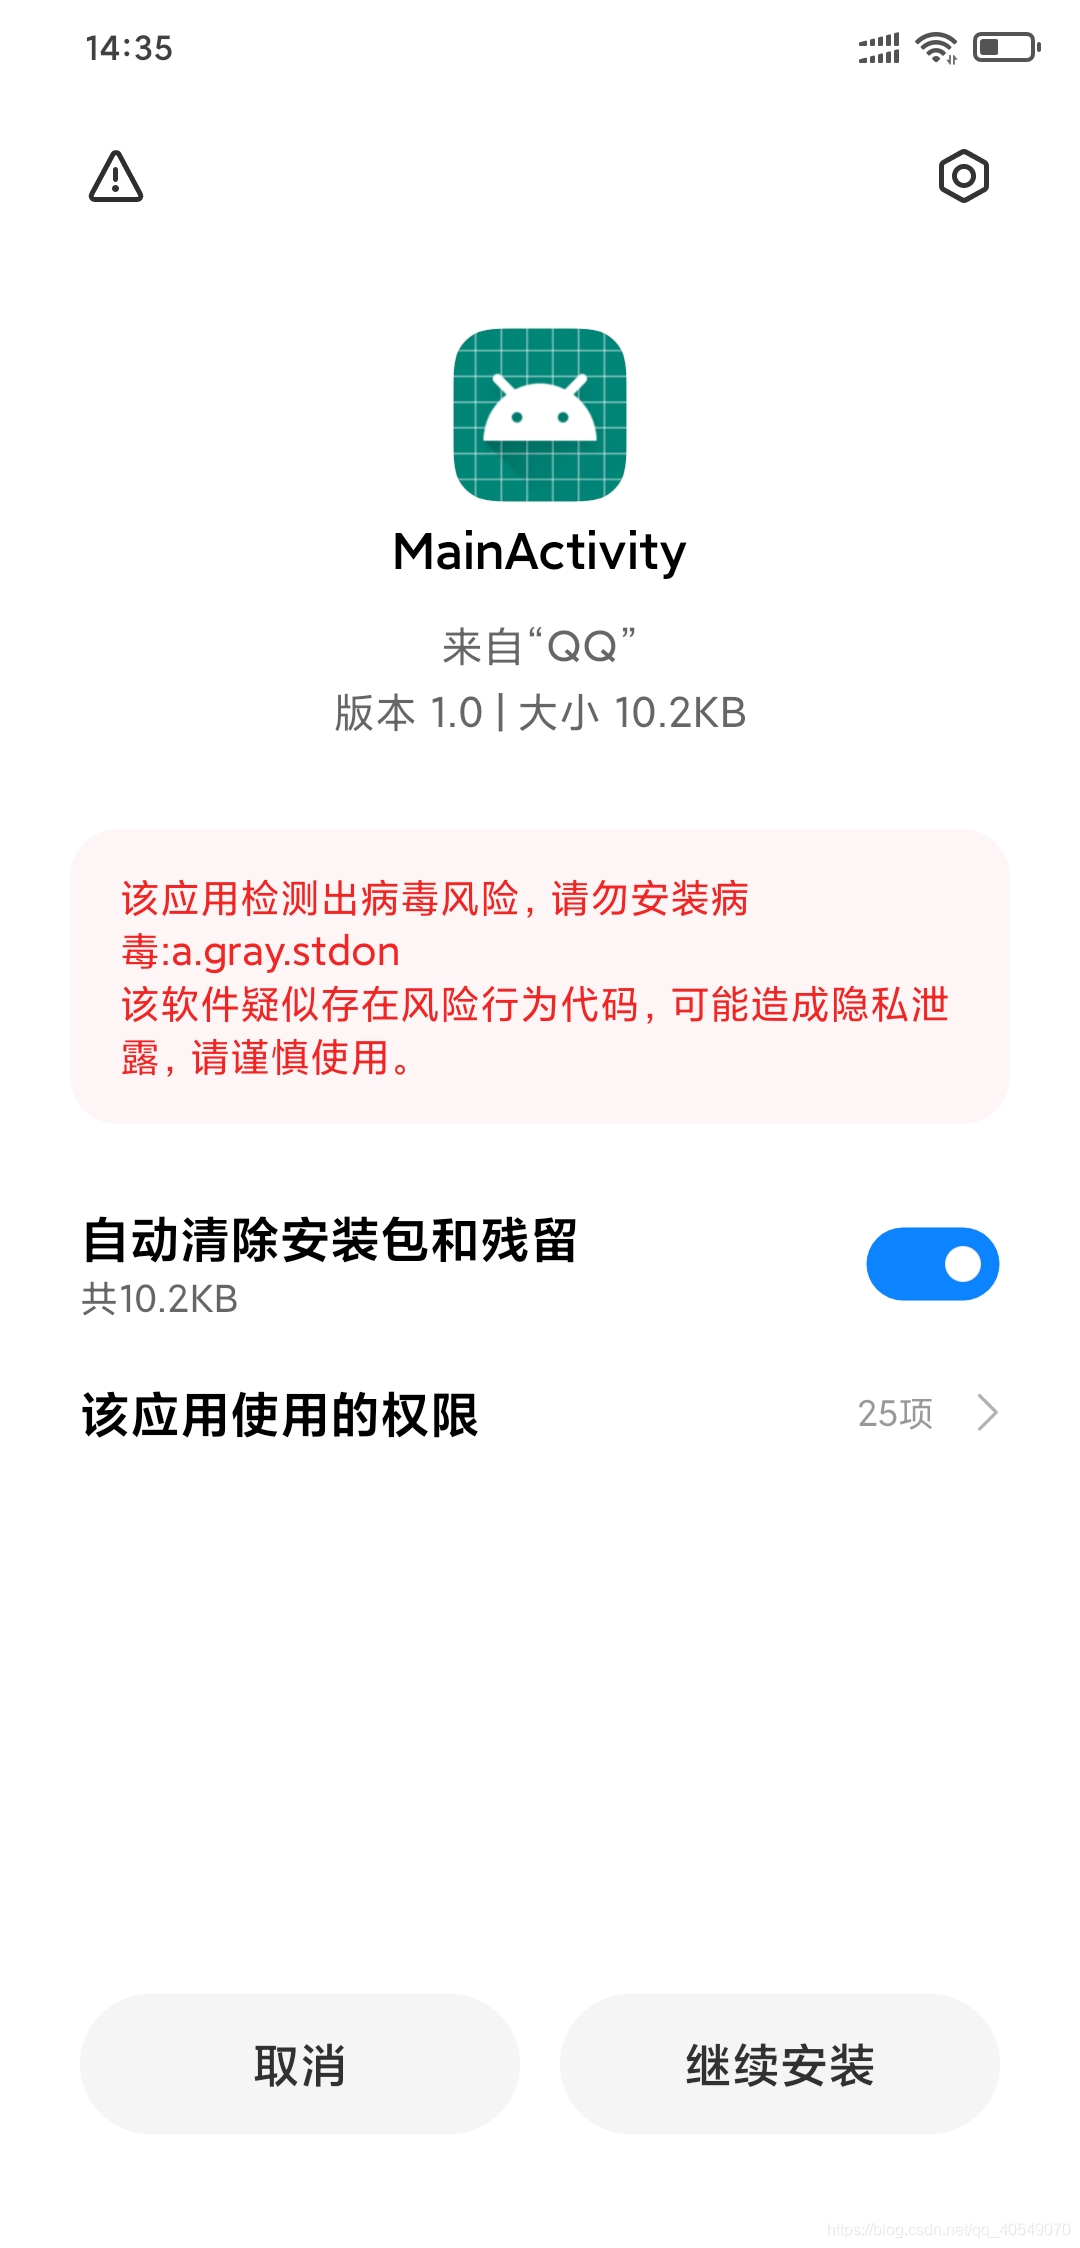 14:35
MainActivity
来自“QQ”
版本 1.0 | 大小 10.2KB
该应用检测出病毒风险, 请勿安装病
毒:a.gray.stdon
该软件疑似存在风险行为代码, 可能造成隐私泄
露, 请谨慎使用。
自动清除安装包和残留
共10.2KB
该应用使用的权限
25项
取消
继续安装
https://blog.csdn.net/qq_40549070